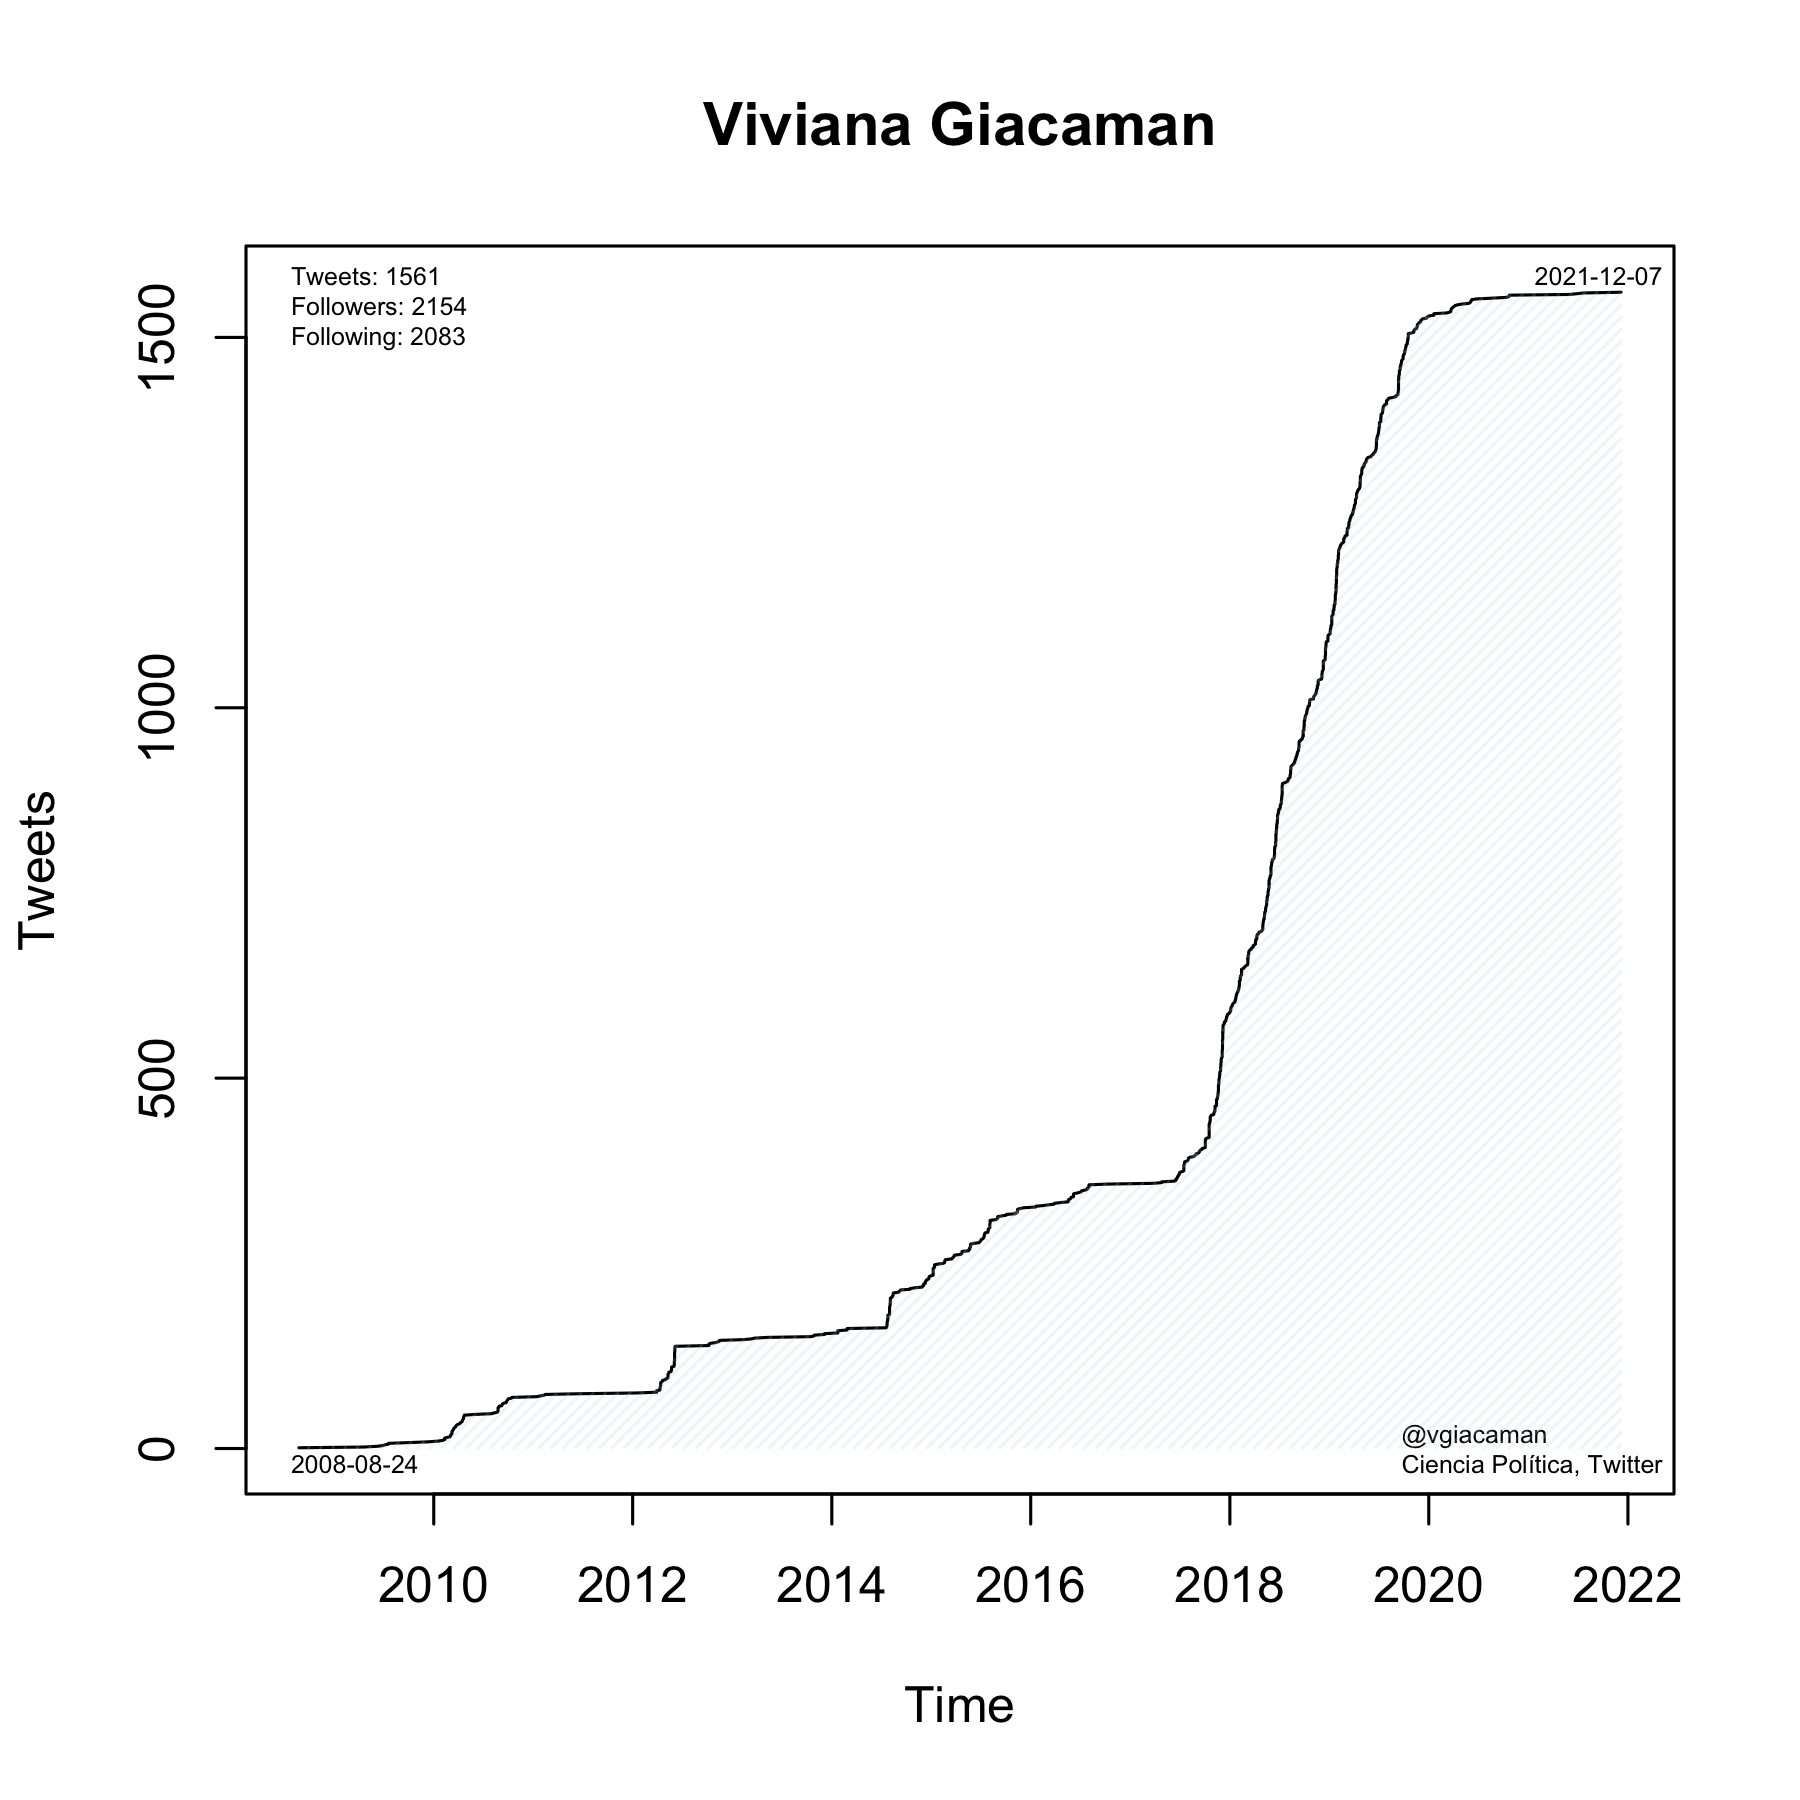 Viviana Giacaman
Tweets: 1561
Followers: 2154
Following: 2083
2021-12-07
1500
1000
500
0
Tweets
2008-08-24
@vgiacaman
Ciencia Política, Twitter
2010 2012 2014 2016 2018 2020 2022
Time